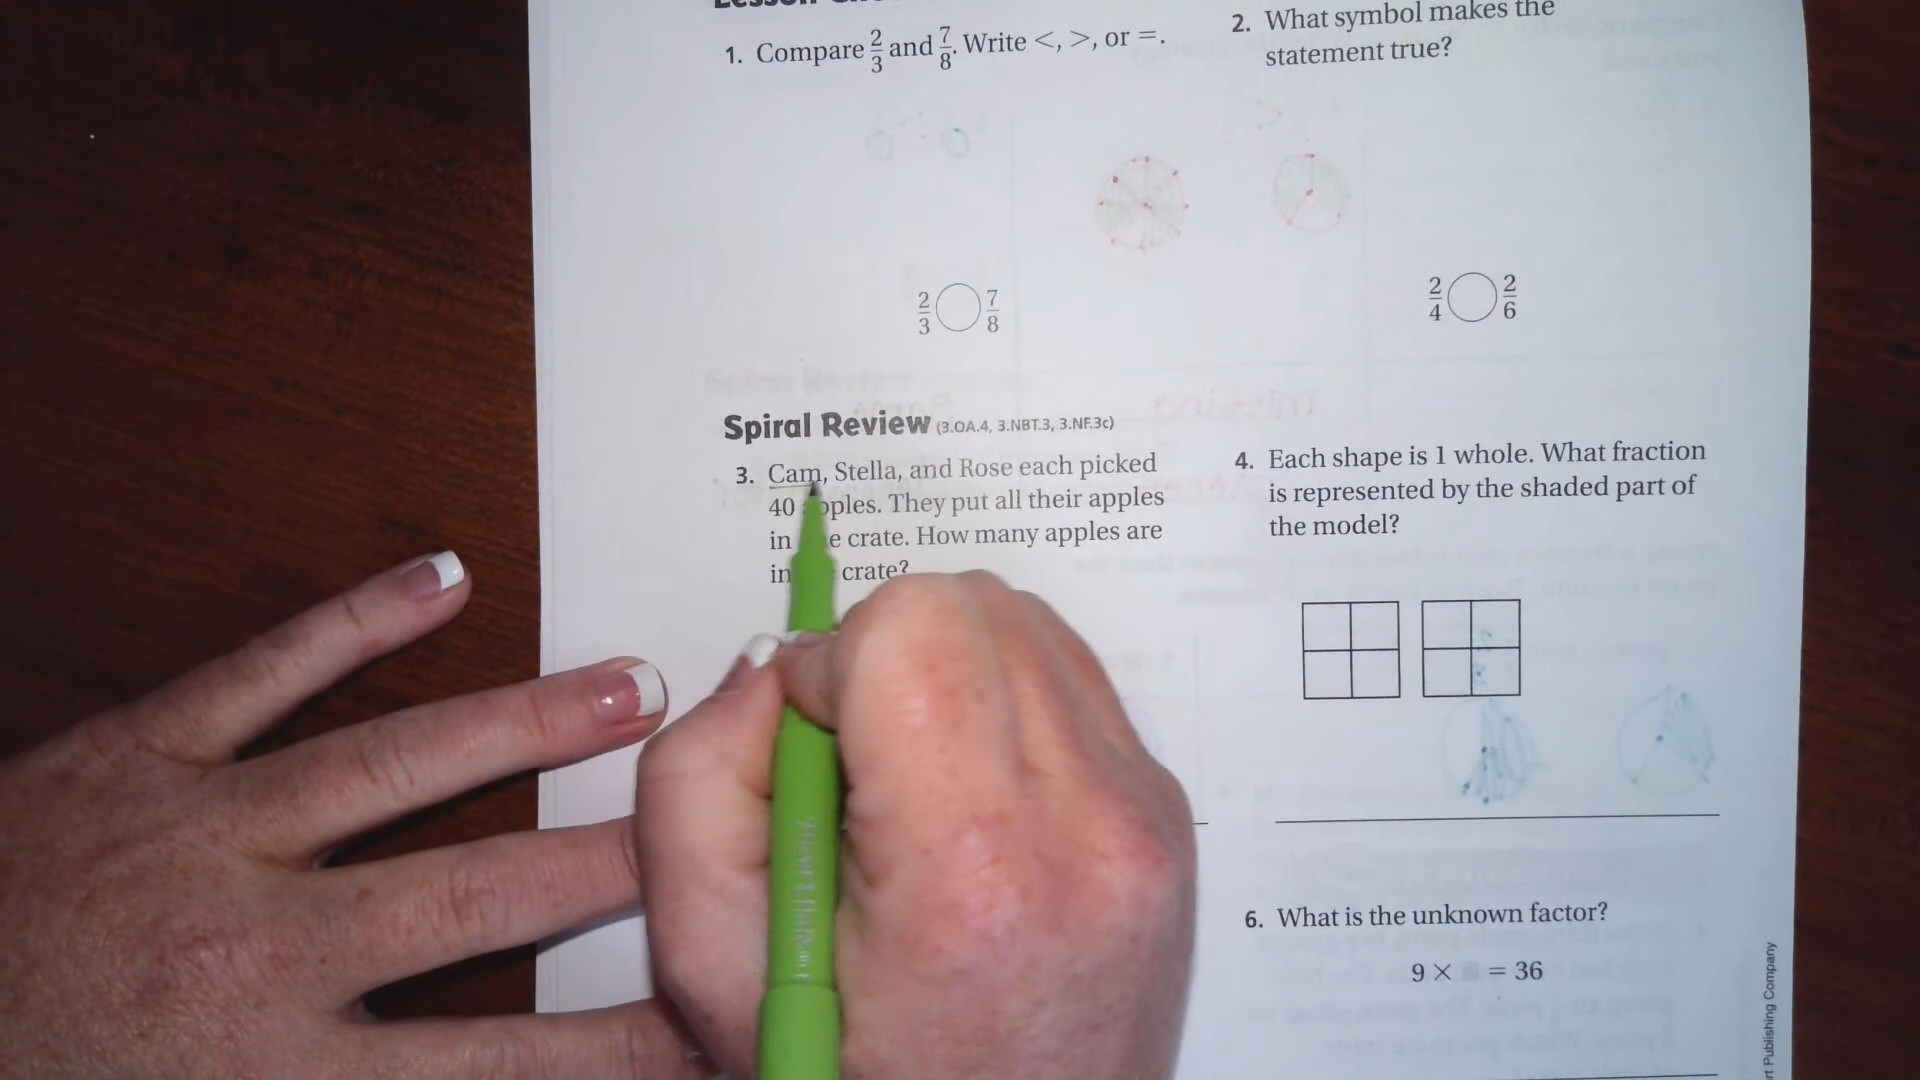 1. Compare 2/3 and 7/8. Write <, >, or =.
2/3 ○ 7/8
2. What symbol makes the
statement true?
2/4 ○ 2/6
Spiral Review (3.OA.4, 3.NBT.3, 3.NF.3c)
3. Cam, Stella, and Rose each picked
40 apples. They put all their apples
in crate. How many apples are
in crate?
4. Each shape is 1 whole. What fraction
is represented by the shaded part of
the model?
6. What is the unknown factor?
9 × ■ = 36
Publishing Company